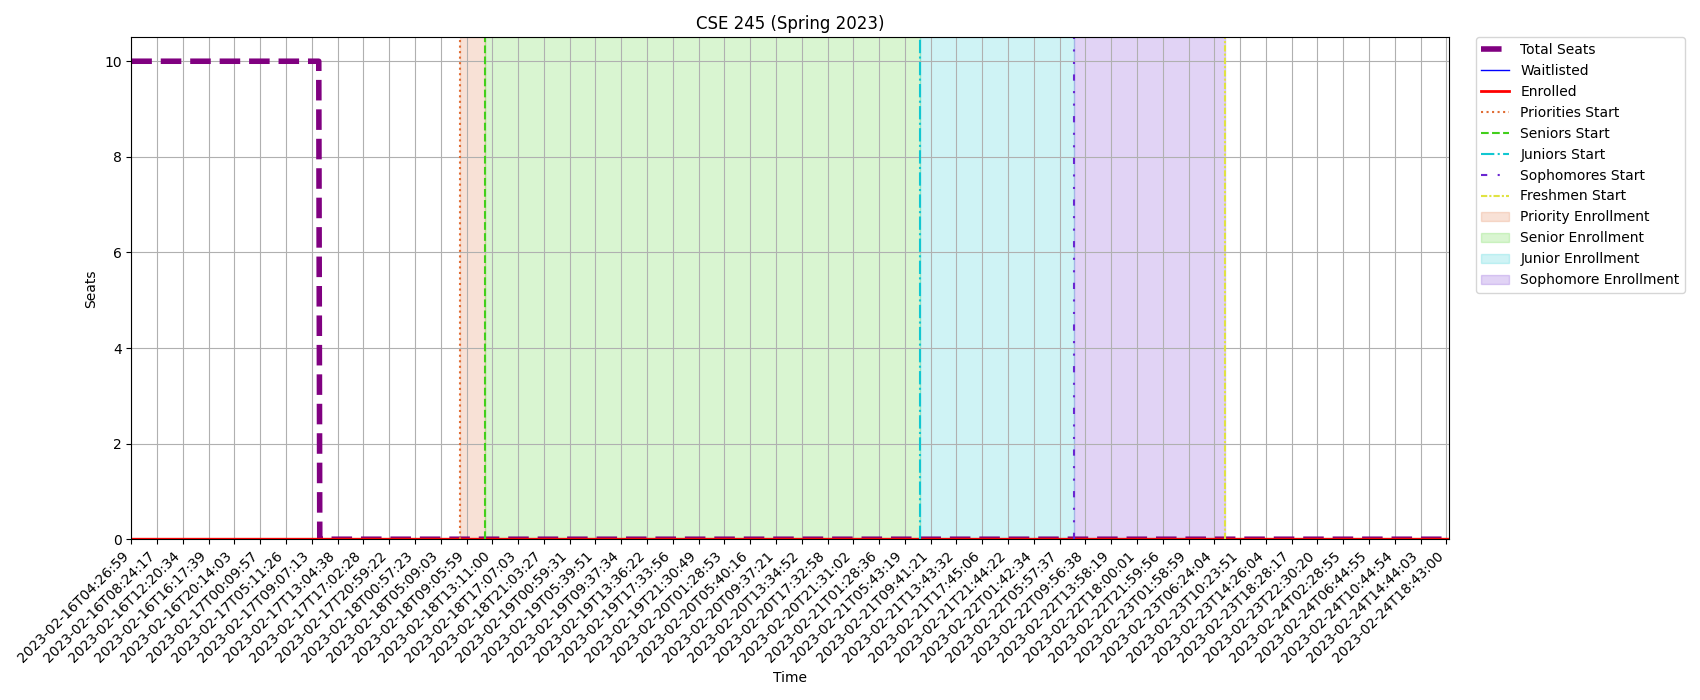 CSE 245 (Spring 2023)
10
8
6
4
2
0
Seats
2023-02-16T04:26:59
2023-02-16T08:24:17
2023-02-16T12:20:34
2023-02-16T16:17:39
2023-02-16T20:14:03
2023-02-17T00:09:57
2023-02-17T05:11:26
2023-02-17T09:07:13
2023-02-17T13:04:38
2023-02-17T17:02:28
2023-02-17T20:59:22
2023-02-18T00:57:23
2023-02-18T05:09:03
2023-02-18T09:05:59
2023-02-18T13:11:00
2023-02-18T17:07:03
2023-02-18T21:03:27
2023-02-19T00:59:31
2023-02-19T05:39:51
2023-02-19T09:37:34
2023-02-19T13:36:22
2023-02-19T17:33:56
2023-02-19T21:30:49
2023-02-20T01:28:53
2023-02-20T05:40:16
2023-02-20T09:37:21
2023-02-20T13:34:52
2023-02-20T17:32:58
2023-02-20T21:31:02
2023-02-21T01:28:36
2023-02-21T05:43:19
2023-02-21T09:41:21
2023-02-21T13:43:32
2023-02-21T17:45:06
2023-02-21T21:44:22
2023-02-22T01:42:34
2023-02-22T05:57:37
2023-02-22T09:56:38
2023-02-22T13:58:19
2023-02-22T18:00:01
2023-02-22T21:59:56
2023-02-23T01:58:59
2023-02-23T06:24:04
2023-02-23T10:23:51
2023-02-23T14:26:04
2023-02-23T18:28:17
2023-02-23T22:30:20
2023-02-24T02:28:55
2023-02-24T06:44:55
2023-02-24T10:44:54
2023-02-24T14:44:03
2023-02-24T18:43:00
Time
Total Seats
Waitlisted
Enrolled
Priorities Start
Seniors Start
Juniors Start
Sophomores Start
Freshmen Start
Priority Enrollment
Senior Enrollment
Junior Enrollment
Sophomore Enrollment